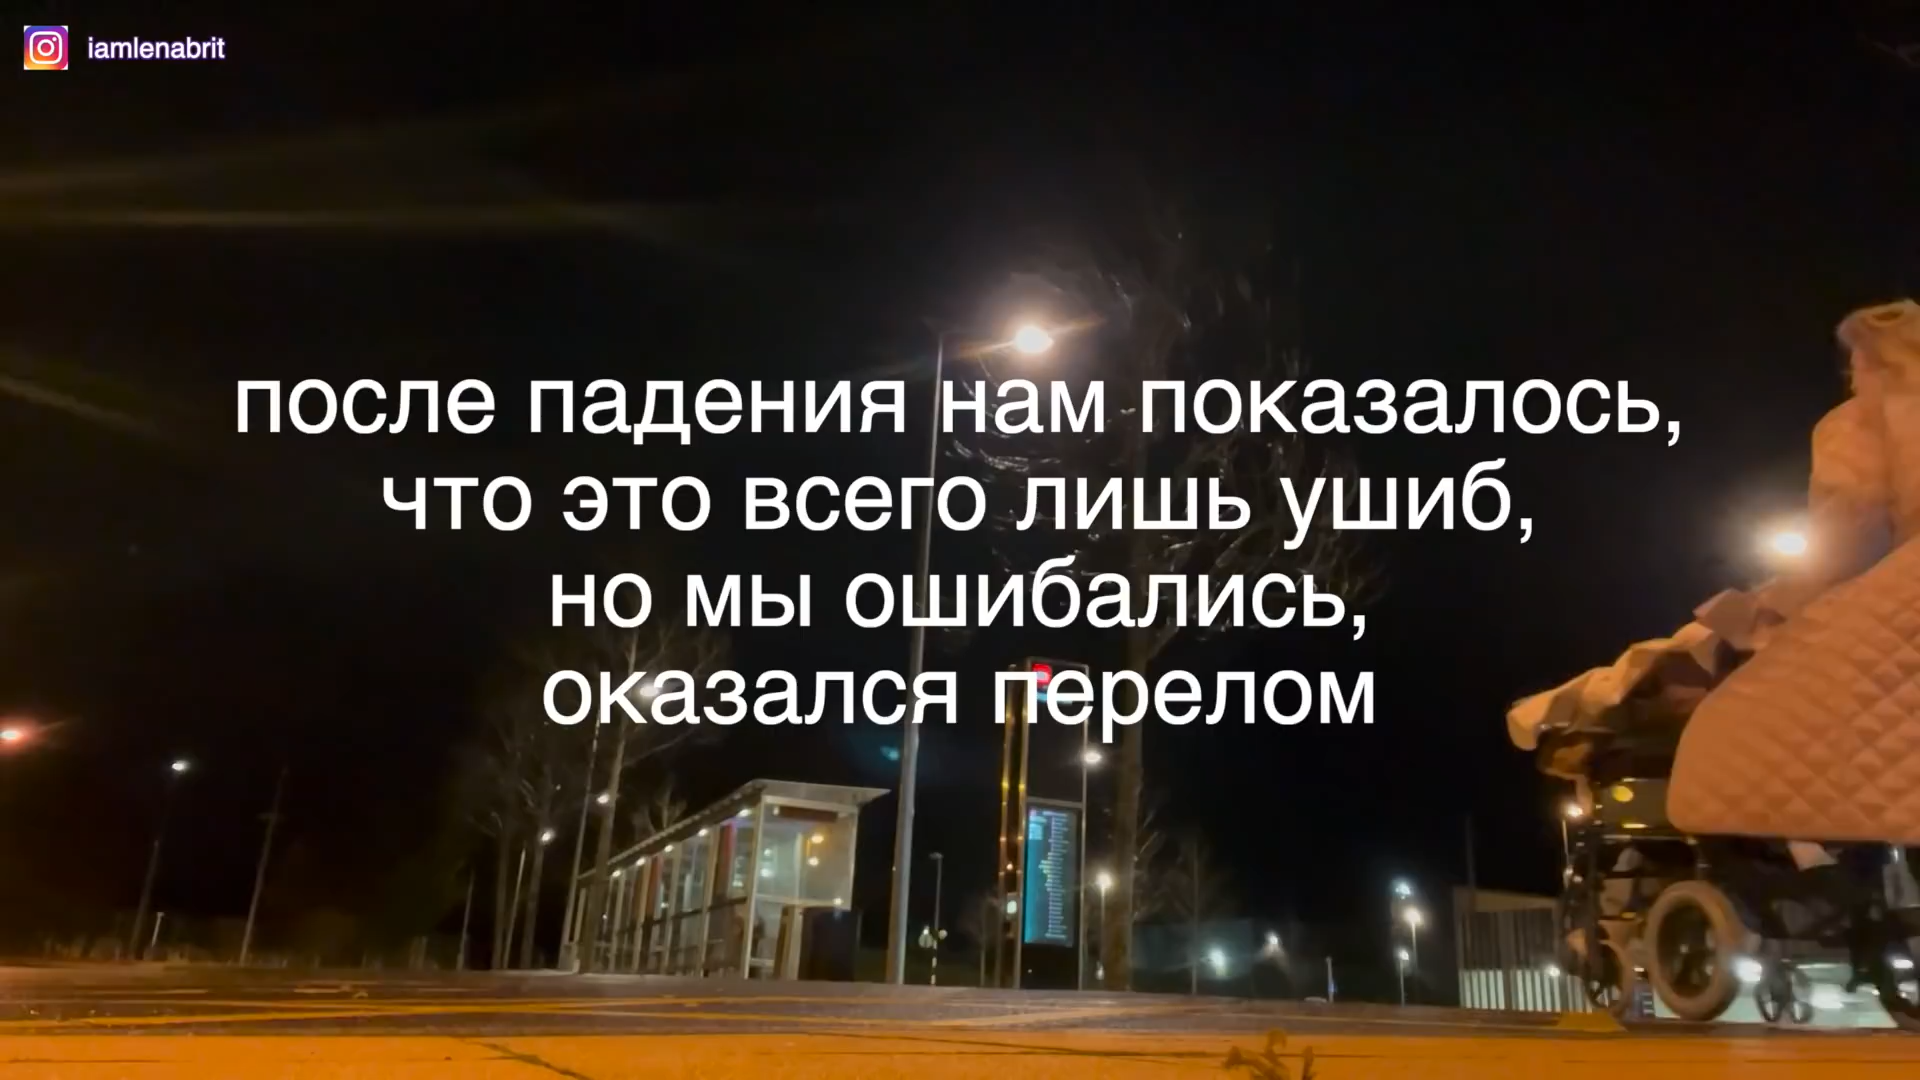 iamlenabrit
после падения нам показалось,
что это всего лишь ушиб,
но мы ошибались,
оказался перелом